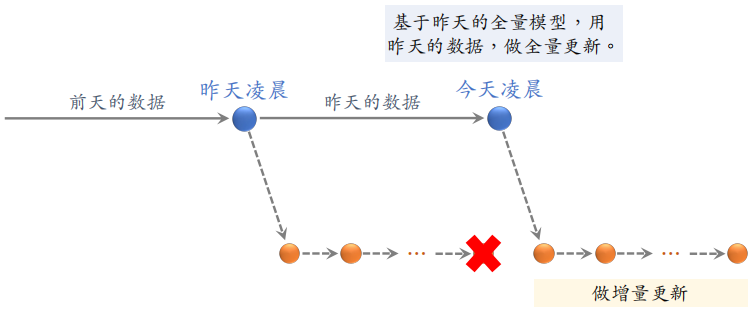 基于昨天的全量模型，用
昨天的数据，做全量更新。
前天的数据
昨天凌晨
昨天的数据
今天凌晨
...
...
做增量更新